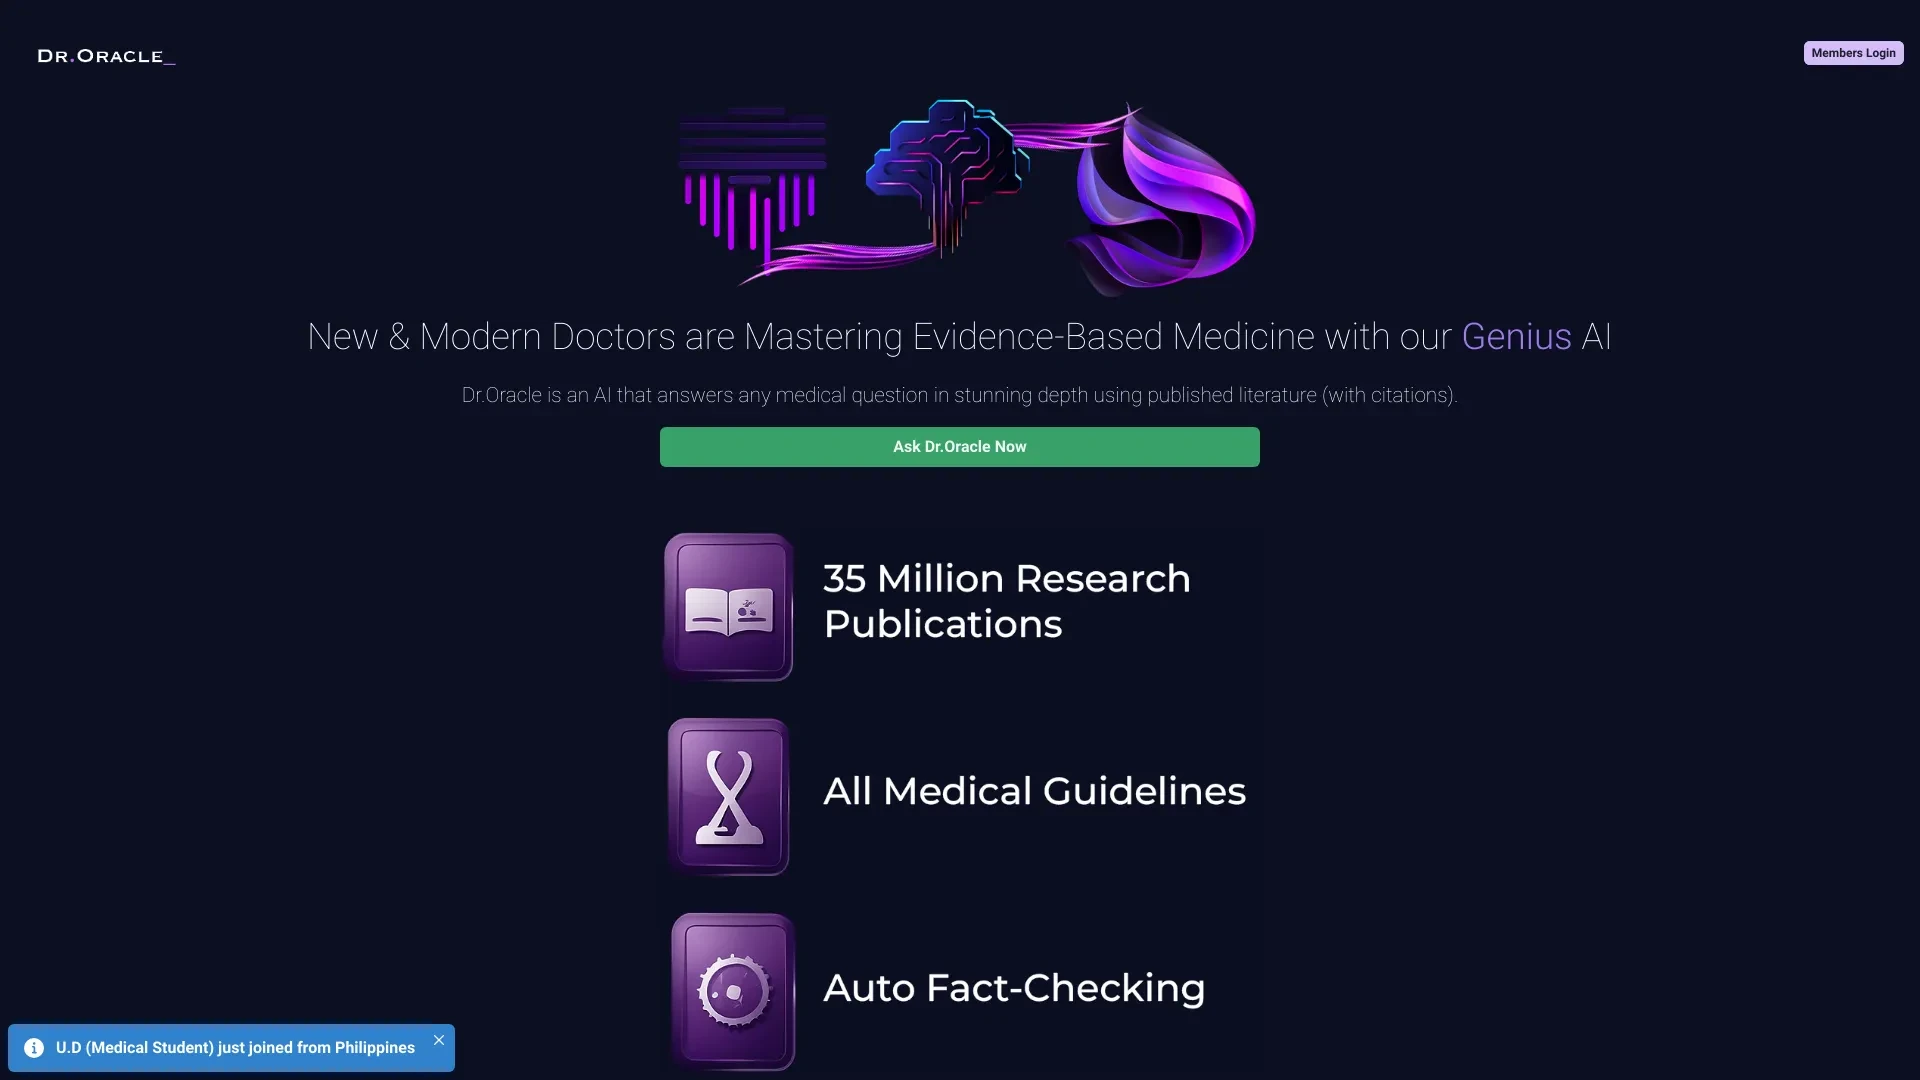 DR.ORACLE_
Members Login
New & Modern Doctors are Mastering Evidence-Based Medicine with our Genius AI
Dr.Oracle is an AI that answers any medical question in stunning depth using published literature (with citations).
Ask Dr.Oracle Now
35 Million Research
Publications
All Medical Guidelines
Auto Fact-Checking
U.D (Medical Student) just joined from Philippines